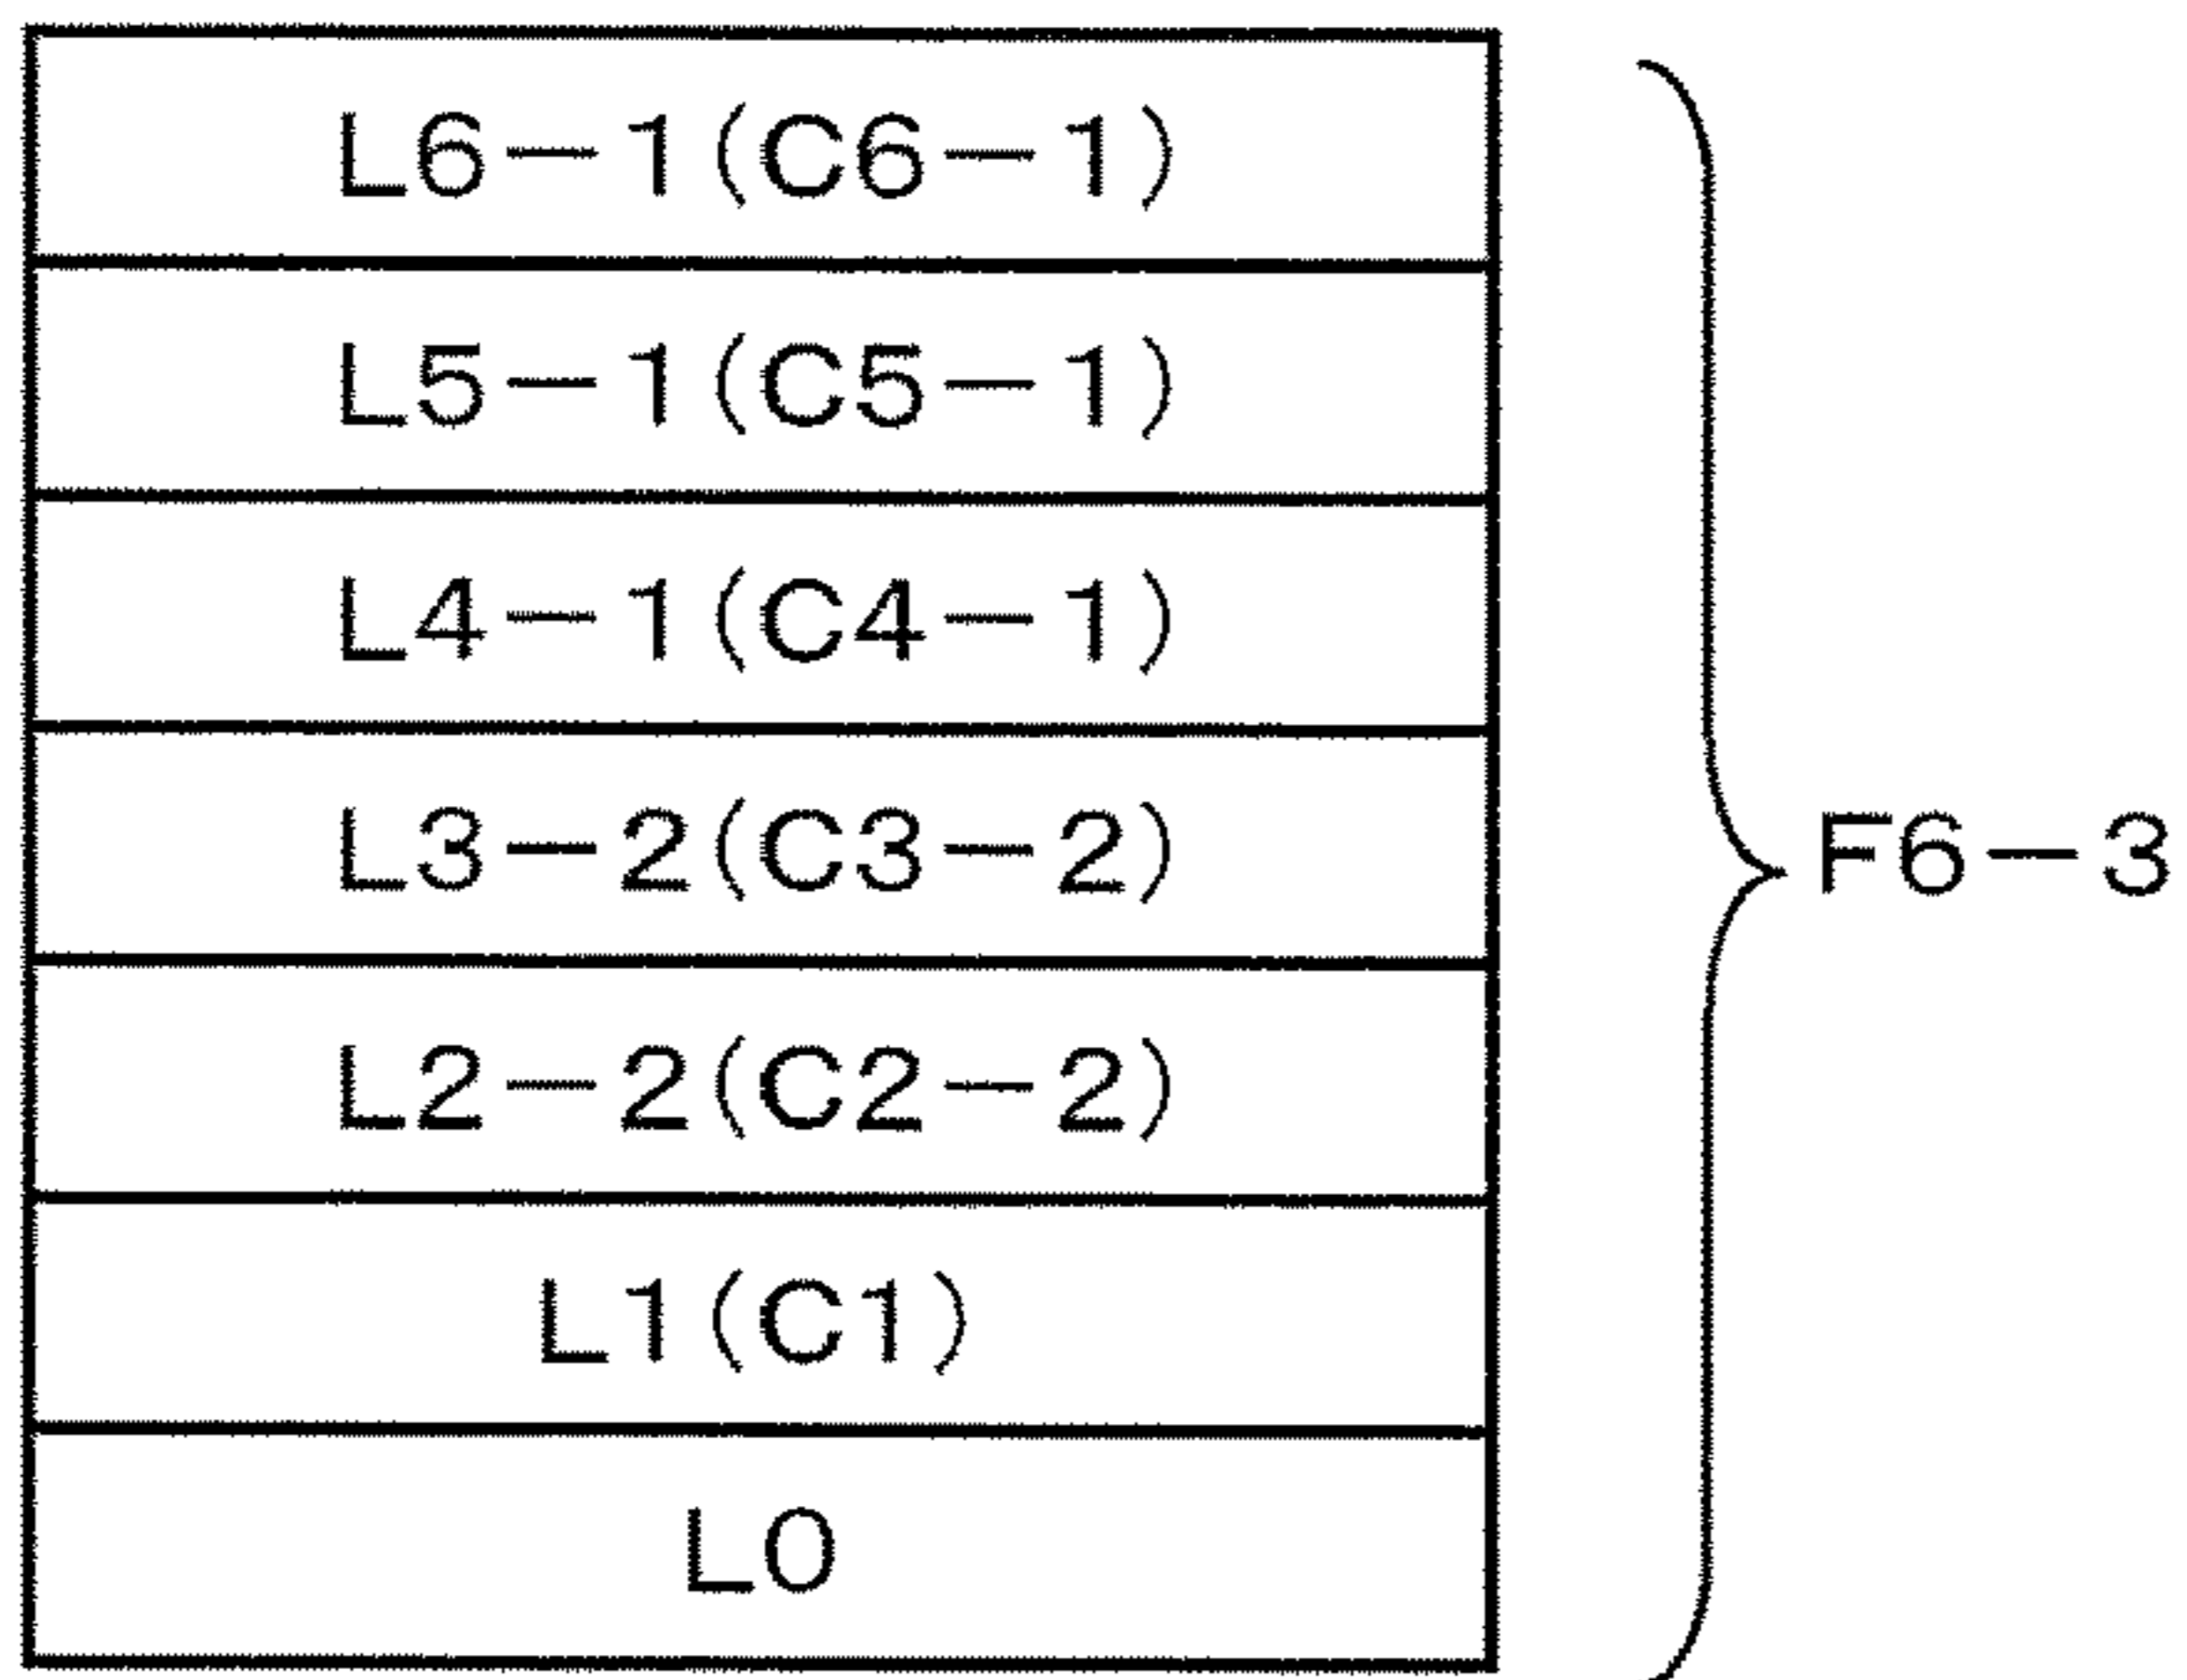 L6-1(C6-1)
L5-1(C5-1)
L4-1(C4-1)
L3-2(C3-2)
F6-3
L2-2(C2-2)
L1(C1)
L0